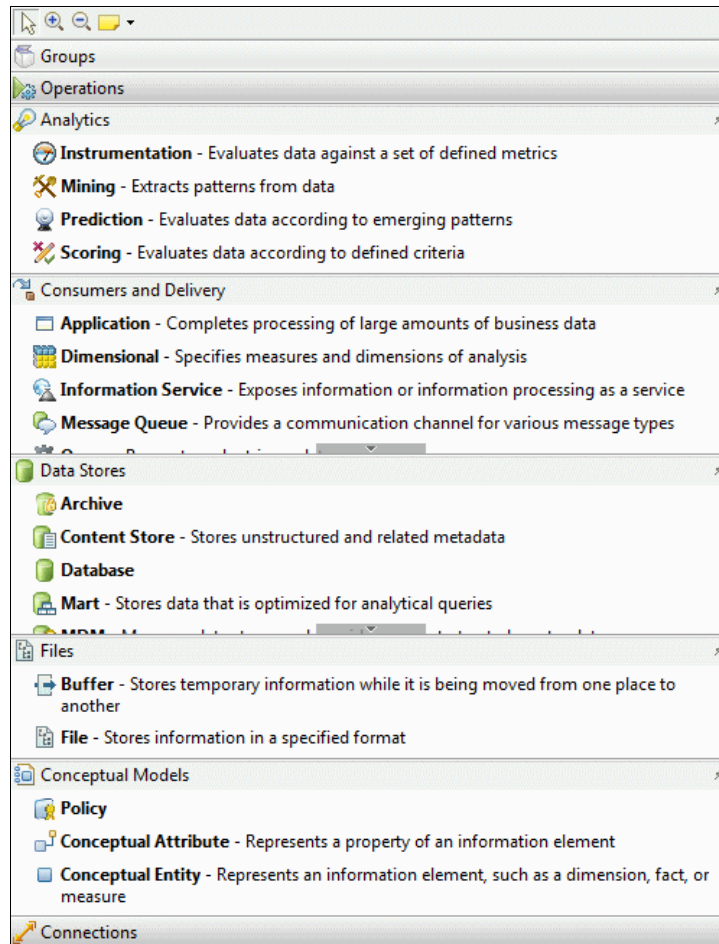 Groups
Operations
Analytics
Instrumentation - Evaluates data against a set of defined metrics
Mining - Extracts patterns from data
Prediction - Evaluates data according to emerging patterns
Scoring - Evaluates data according to defined criteria
Consumers and Delivery
Application - Completes processing of large amounts of business data
Dimensional - Specifies measures and dimensions of analysis
Information Service - Exposes information or information processing as a service
Message Queue - Provides a communication channel for various message types
Data Stores
Archive
Content Store - Stores unstructured and related metadata
Database
Mart - Stores data that is optimized for analytical queries
Files
Buffer - Stores temporary information while it is being moved from one place to
another
File - Stores information in a specified format
Conceptual Models
Policy
Conceptual Attribute - Represents a property of an information element
Conceptual Entity - Represents an information element, such as a dimension, fact, or
measure
Connections